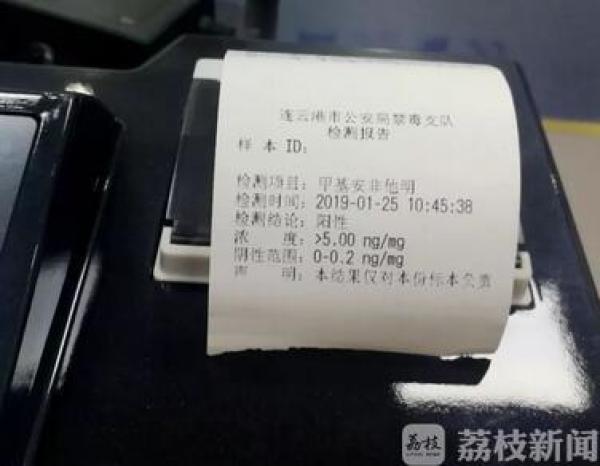 连云港市公安局禁毒支队
检测报告
样 本 ID:
检测项目: 甲基安非他明
检测时间: 2019-01-25 10:45:38
检测结论: 阳性
浓 度: >5.00 ng/mg
阴性范围: 0-0.2 ng/mg
声 明: 本结果仅对本份标本负责
荔枝 荔枝新闻